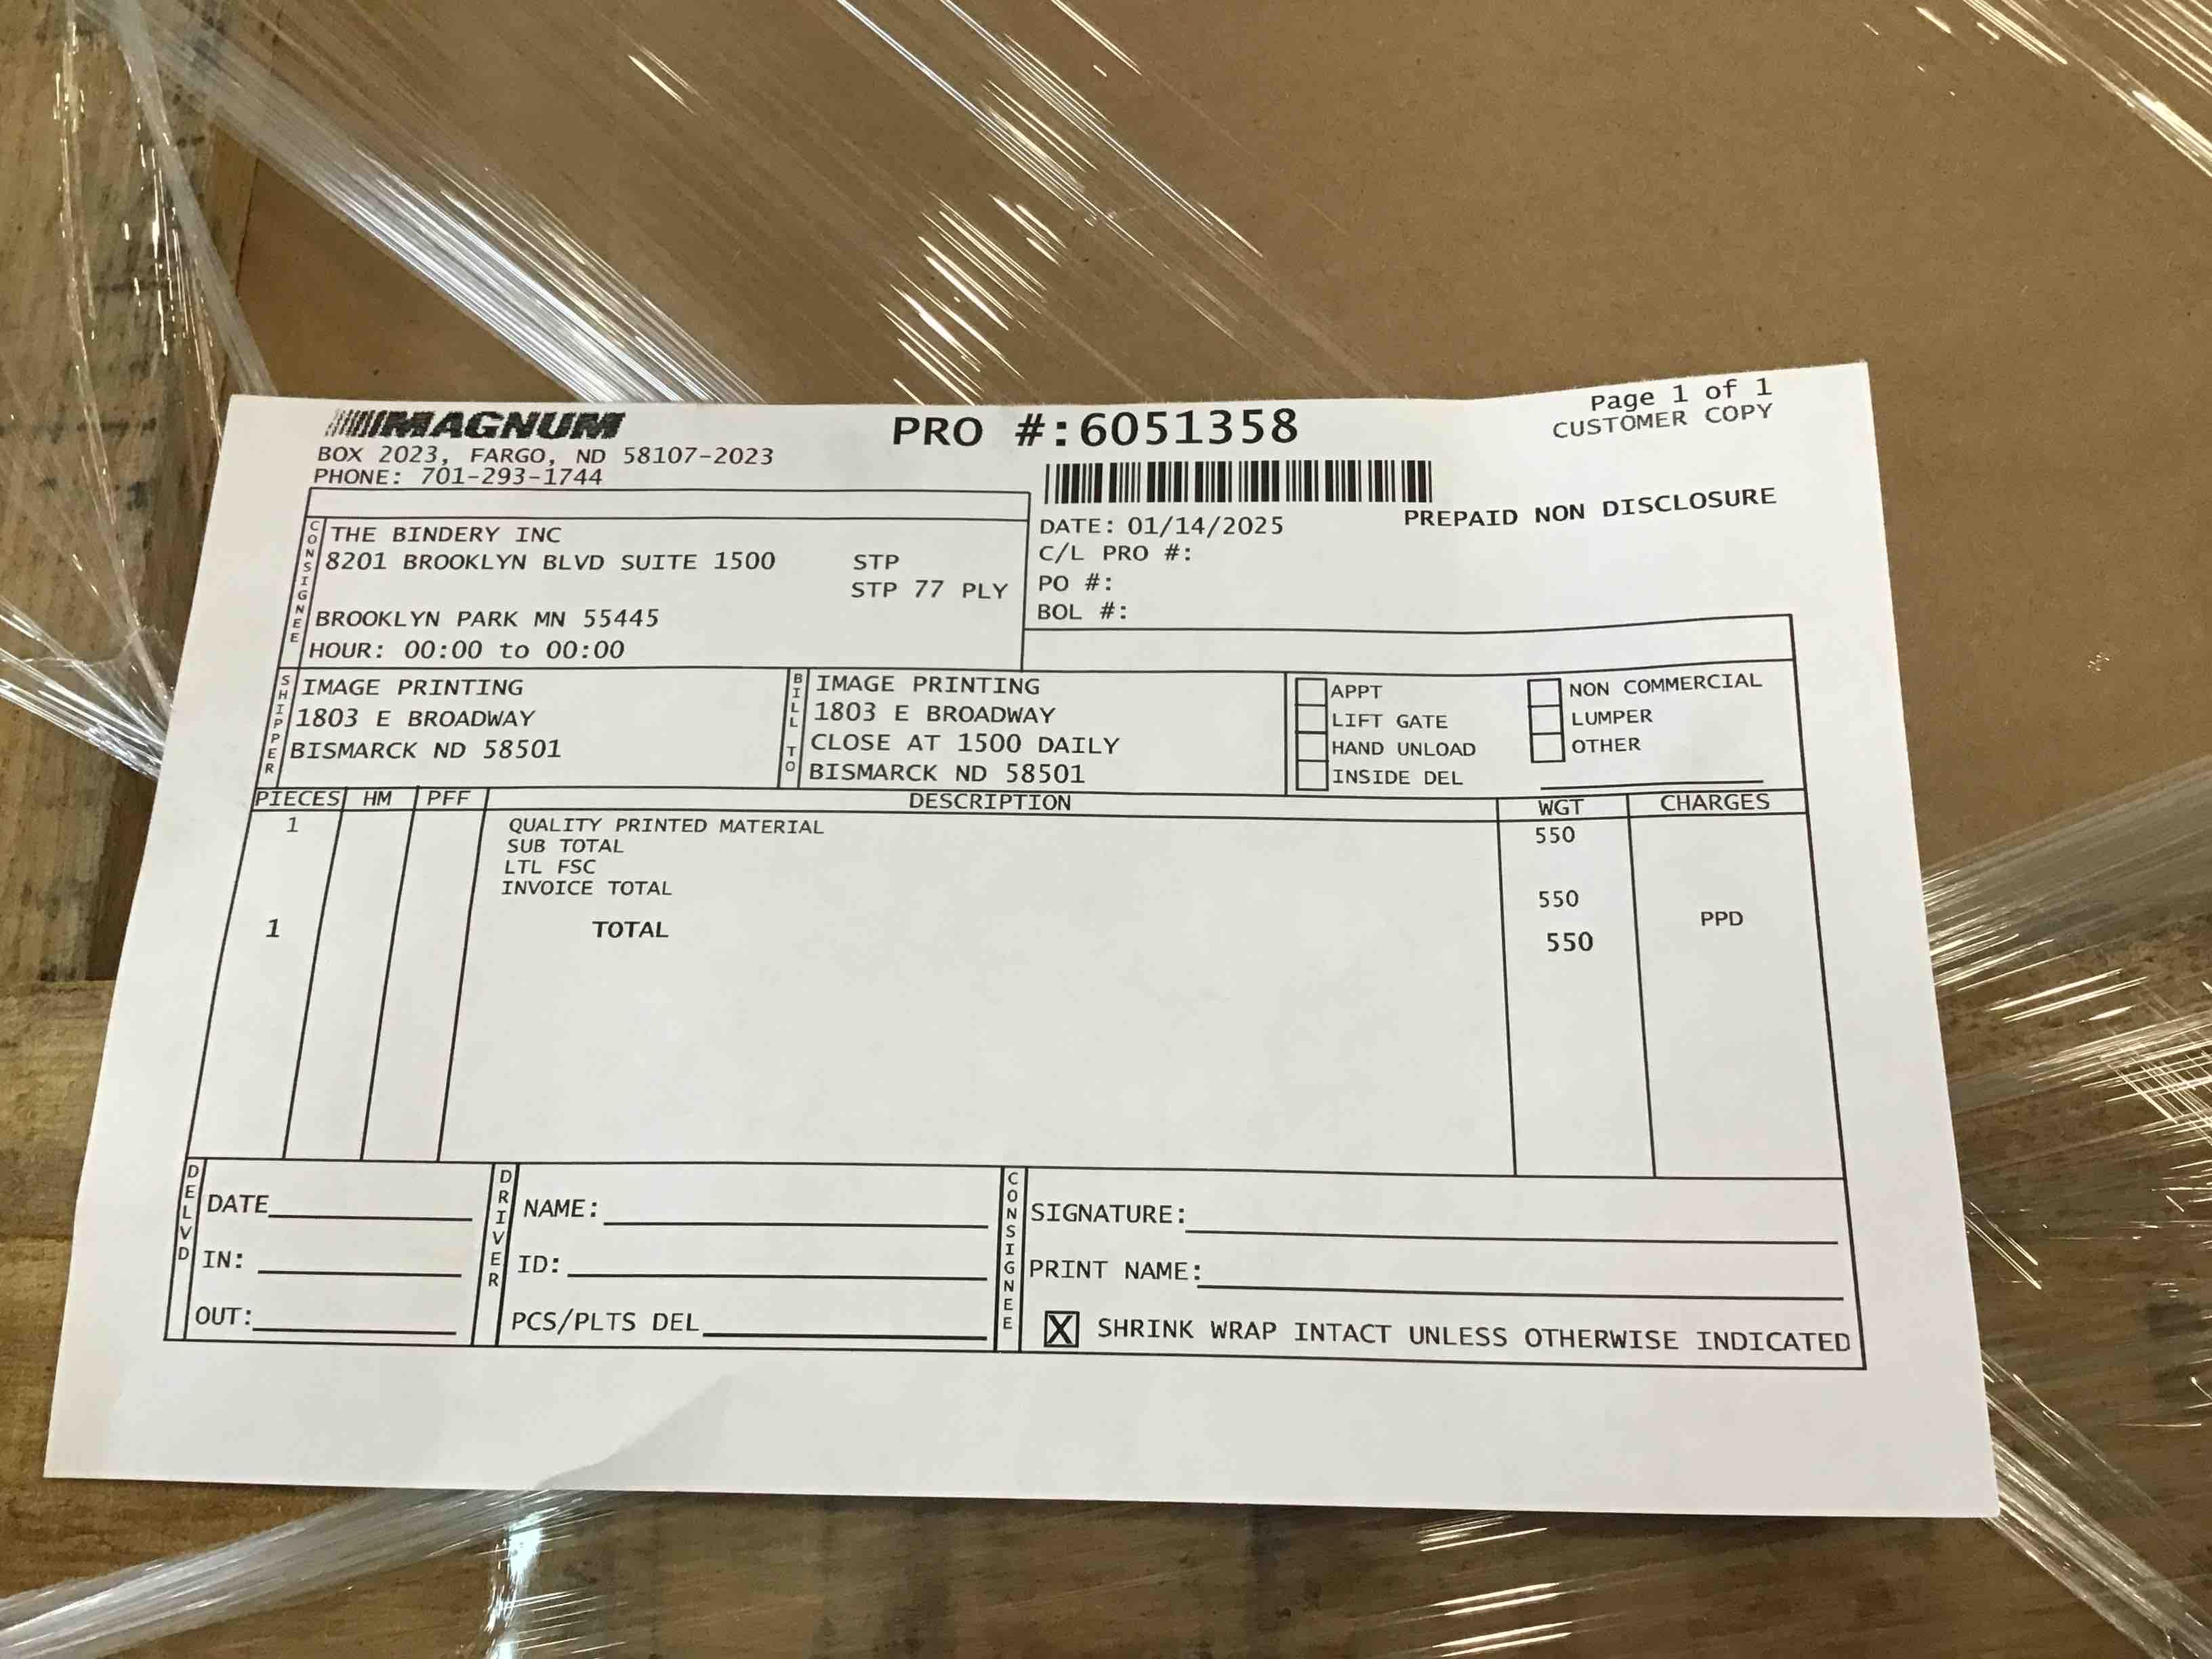 MAGNUM
BOX 2023, FARGO, ND 58107-2023
PHONE: 701-293-1744
PRO #:6051358
Page 1 of 1
CUSTOMER COPY
PREPAID NON DISCLOSURE
DATE: 01/14/2025
C/L PRO #:
PO #:
BOL #:
CONSIGNEE
THE BINDERY INC
8201 BROOKLYN BLVD SUITE 1500 STP
STP 77 PLY
BROOKLYN PARK MN 55445
HOUR: 00:00 to 00:00
SHIPPER
IMAGE PRINTING
1803 E BROADWAY
BISMARCK ND 58501
BILL TO
IMAGE PRINTING
1803 E BROADWAY
CLOSE AT 1500 DAILY
BISMARCK ND 58501
APPT
LIFT GATE
HAND UNLOAD
INSIDE DEL
NON COMMERCIAL
LUMPER
OTHER
PIECES HM PFF DESCRIPTION WGT CHARGES
1 QUALITY PRINTED MATERIAL 550
SUB TOTAL
LTL FSC
INVOICE TOTAL 550
PPD
1 TOTAL 550
DELVD
DATE
IN:
OUT:
DRIVER
NAME:
ID:
PCS/PLTS DEL
CONSIGNEE
SIGNATURE:
PRINT NAME:
X SHRINK WRAP INTACT UNLESS OTHERWISE INDICATED